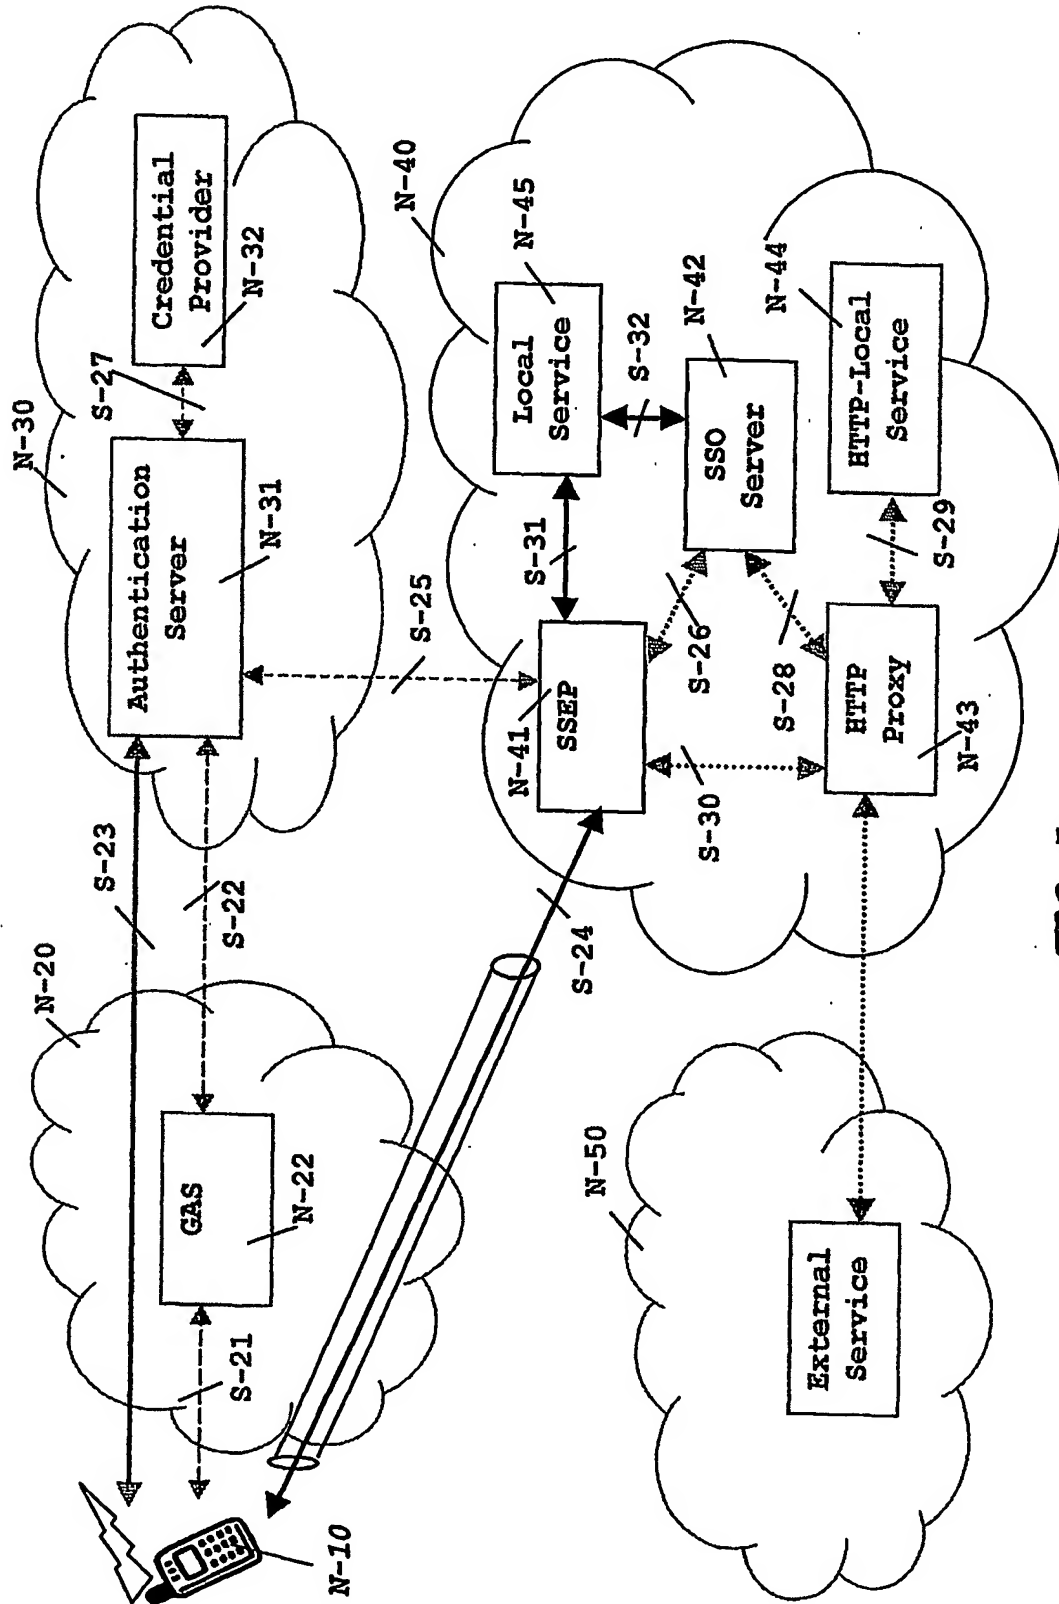 N-30
S-27
Credential
Provider
N-32
Authentication
Server
N-31
S-23
S-22
S-25
N-20
GAS
N-22
S-21
N-10
S-24
N-40
Local
Service
N-45
S-31
S-32
N-41
SSEP
SSO
Server
N-42
S-26
S-28
S-30
HTTP
Proxy
N-43
S-29
HTTP-Local
Service
N-44
N-50
External
Service